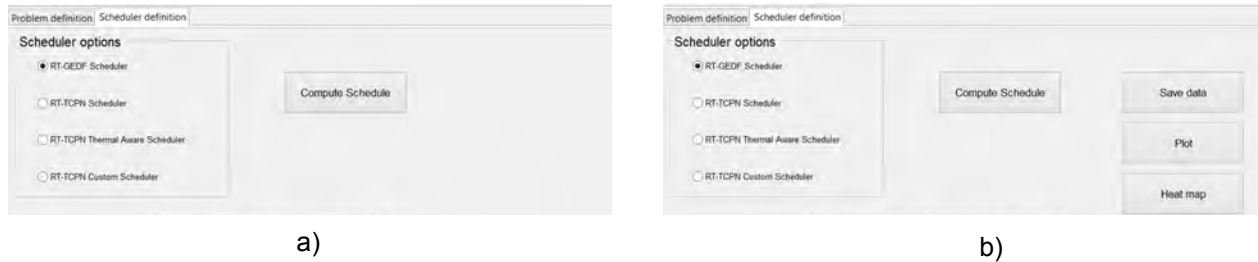 Problem definition Scheduler definition
Scheduler options
RT-GEDF Scheduler
RT-TCPN Scheduler
RT-TCPN Thermal Aware Scheduler
RT-TCPN Custom Scheduler
Compute Schedule
a)
Problem definition Scheduler definition
Scheduler options
RT-GEDF Scheduler
RT-TCPN Scheduler
RT-TCPN Thermal Aware Scheduler
RT-TCPN Custom Scheduler
Compute Schedule
Save data
Plot
Heat map
b)